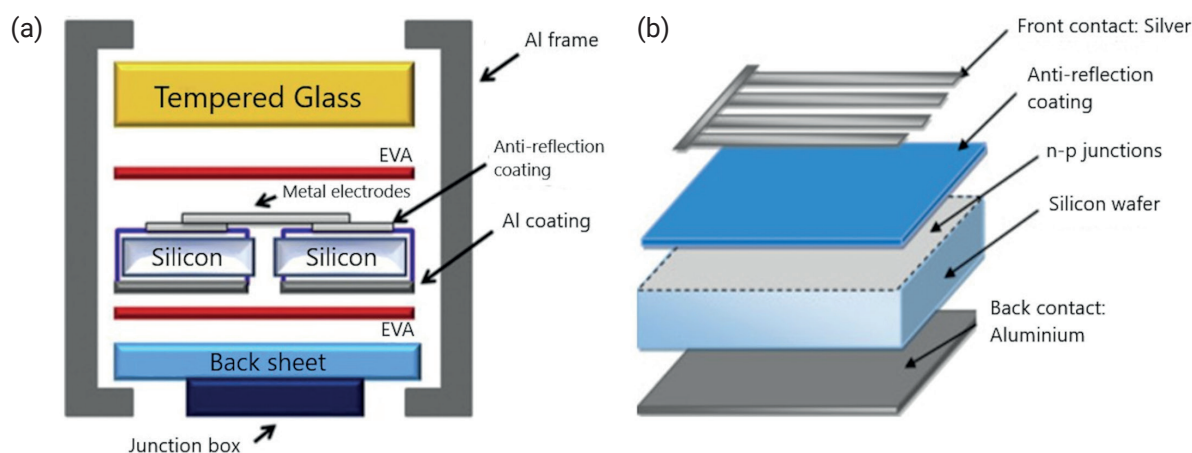 (a)
Al frame
Tempered Glass
EVA
Anti-reflection
coating
Metal electrodes
Al coating
Silicon
Silicon
EVA
Back sheet
Junction box
(b)
Front contact: Silver
Anti-reflection
coating
n-p junctions
Silicon wafer
Back contact:
Aluminium